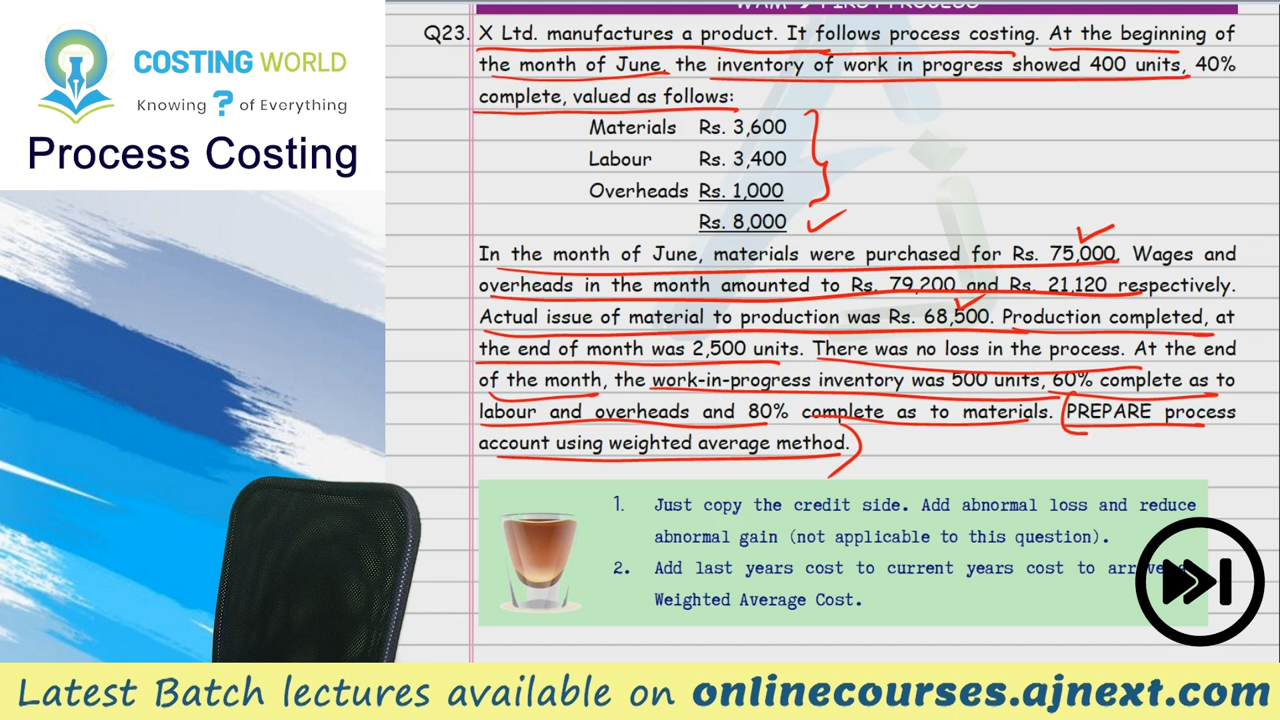 COSTING WORLD
Knowing ? of Everything
Process Costing
WAM → FIRST PROCESS
Q23. X Ltd. manufactures a product. It follows process costing. At the beginning of
the month of June, the inventory of work in progress showed 400 units, 40%
complete, valued as follows:
Materials Rs. 3,600
Labour Rs. 3,400
Overheads Rs. 1,000
Rs. 8,000
In the month of June, materials were purchased for Rs. 75,000. Wages and
overheads in the month amounted to Rs. 79,200 and Rs. 21,120 respectively.
Actual issue of material to production was Rs. 68,500. Production completed, at
the end of month was 2,500 units. There was no loss in the process. At the end
of the month, the work-in-progress inventory was 500 units, 60% complete as to
labour and overheads and 80% complete as to materials. PREPARE process
account using weighted average method.
1. Just copy the credit side. Add abnormal loss and reduce
abnormal gain (not applicable to this question).
2. Add last years cost to current years cost to
Weighted Average Cost.
Latest Batch lectures available on onlinecourses.ajnext.com